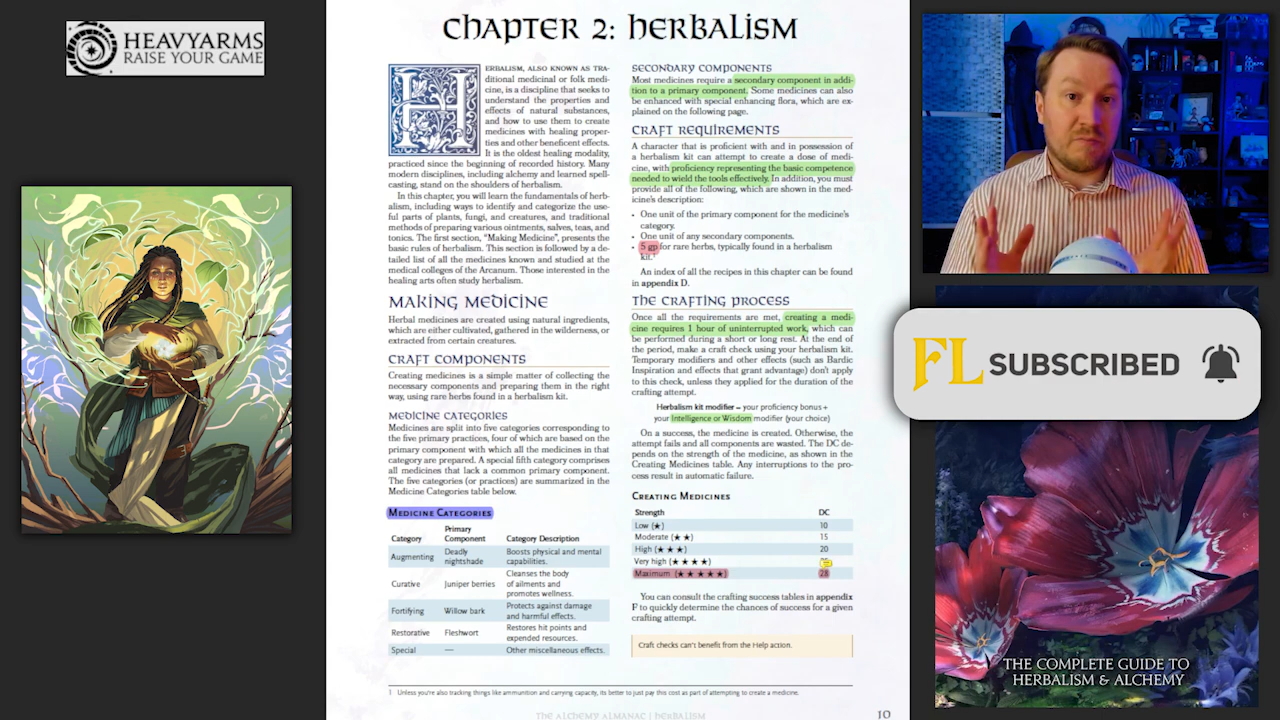 HEAVYARMS
RAISE YOUR GAME
Chapter 2: Herbalism
HERBALISM, ALSO KNOWN AS TRA-
ditional medicinal or folk medi-
cine, is a discipline that seeks to
understand the properties and
effects of natural substances,
and how to use them to create
medicines with healing proper-
ties and other beneficent effects.
It is the oldest healing modality,
practiced since the beginning of recorded history. Many
modern disciplines, including alchemy and learned spell-
casting, stand on the shoulders of herbalism.
In this chapter, you will learn the fundamentals of herb-
alism, including ways to identify and categorize the use-
ful parts of plants, fungi, and creatures, and traditional
methods of preparing various ointments, salves, teas, and
tonics. The first section, "Making Medicine", presents the
basic rules of herbalism. This section is followed by a de-
tailed list of all the medicines known and studied at the
medical colleges of the Arcanum. Those interested in the
healing arts often study herbalism.
Making Medicine
Herbal medicines are created using natural ingredients,
which are either cultivated, gathered in the wilderness, or
extracted from certain creatures.
Craft Components
Creating medicines is a simple matter of collecting the
necessary components and preparing them in the right
way, using rare herbs found in a herbalism kit.
Medicine Categories
Medicines are split into five categories corresponding to
the five primary practices, four of which are based on the
primary component with which all the medicines in that
category are prepared. A special fifth category comprises
all medicines that lack a common primary component.
The five categories (or practices) are summarized in the
Medicine Categories table below.
Medicine Categories
Category Primary Component Category Description
Augmenting Deadly nightshade Boosts physical and mental capabilities.
Curative Juniper berries Cleanses the body of ailments and promotes wellness.
Fortifying Willow bark Protects against damage and harmful effects.
Restorative Fleshwort Restores hit points and expended resources.
Special — Other miscellaneous effects.
Secondary Components
Most medicines require a secondary component in addi-
tion to a primary component. Some medicines can also
be enhanced with special enhancing flora, which are ex-
plained on the following page.
Craft Requirements
A character that is proficient with and in possession of
a herbalism kit can attempt to create a dose of medi-
cine, with proficiency representing the basic competence
needed to wield the tools effectively. In addition, you must
provide all of the following, which are shown in the med-
icine's description:
• One unit of the primary component for the medicine's
category.
• One unit of any secondary components.
• 5 gp for rare herbs, typically found in a herbalism
kit.¹
An index of all the recipes in this chapter can be found
in appendix D.
The Crafting Process
Once all the requirements are met, creating a medi-
cine requires 1 hour of uninterrupted work, which can
be performed during a short or long rest. At the end of
the period, make a craft check using your herbalism kit.
Temporary modifiers and other effects (such as Bardic
Inspiration and effects that grant advantage) don't apply
to this check, unless they applied for the duration of the
crafting attempt.
Herbalism kit modifier = your proficiency bonus +
your Intelligence or Wisdom modifier (your choice)
On a success, the medicine is created. Otherwise, the
attempt fails and all components are wasted. The DC de-
pends on the strength of the medicine, as shown in the
Creating Medicines table. Any interruptions to the pro-
cess result in automatic failure.
Creating Medicines
Strength DC
Low (★) 10
Moderate (★ ★) 15
High (★ ★ ★) 20
Very high (★ ★ ★ ★)
Maximum (★ ★ ★ ★ ★) 28
You can consult the crafting success tables in appendix
F to quickly determine the chances of success for a given
crafting attempt.
Craft checks can't benefit from the Help action.
1 Unless you're also tracking things like ammunition and carrying capacity, its better to just pay this cost as part of attempting to create a medicine.
THE ALCHEMY ALMANAC | HERBALISM
10
FL SUBSCRIBED
THE COMPLETE GUIDE TO
HERBALISM & ALCHEMY